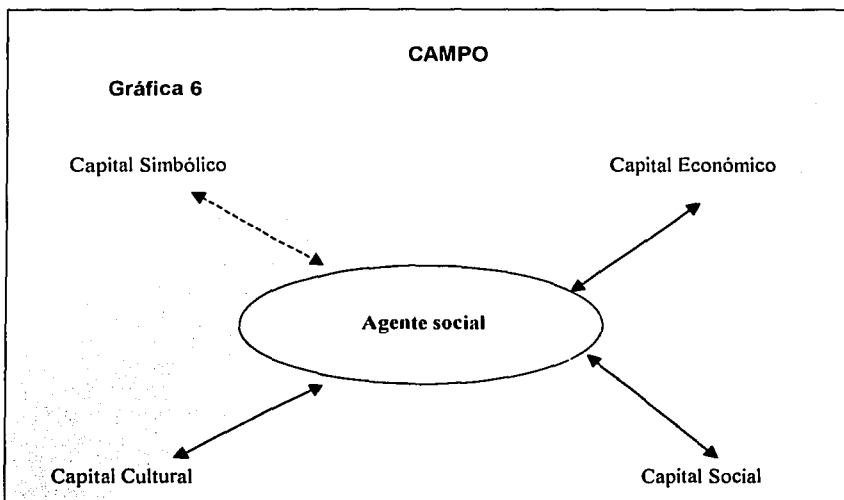 CAMPO
Gráfica 6
Capital Simbólico
Capital Económico
Agente social
Capital Cultural
Capital Social